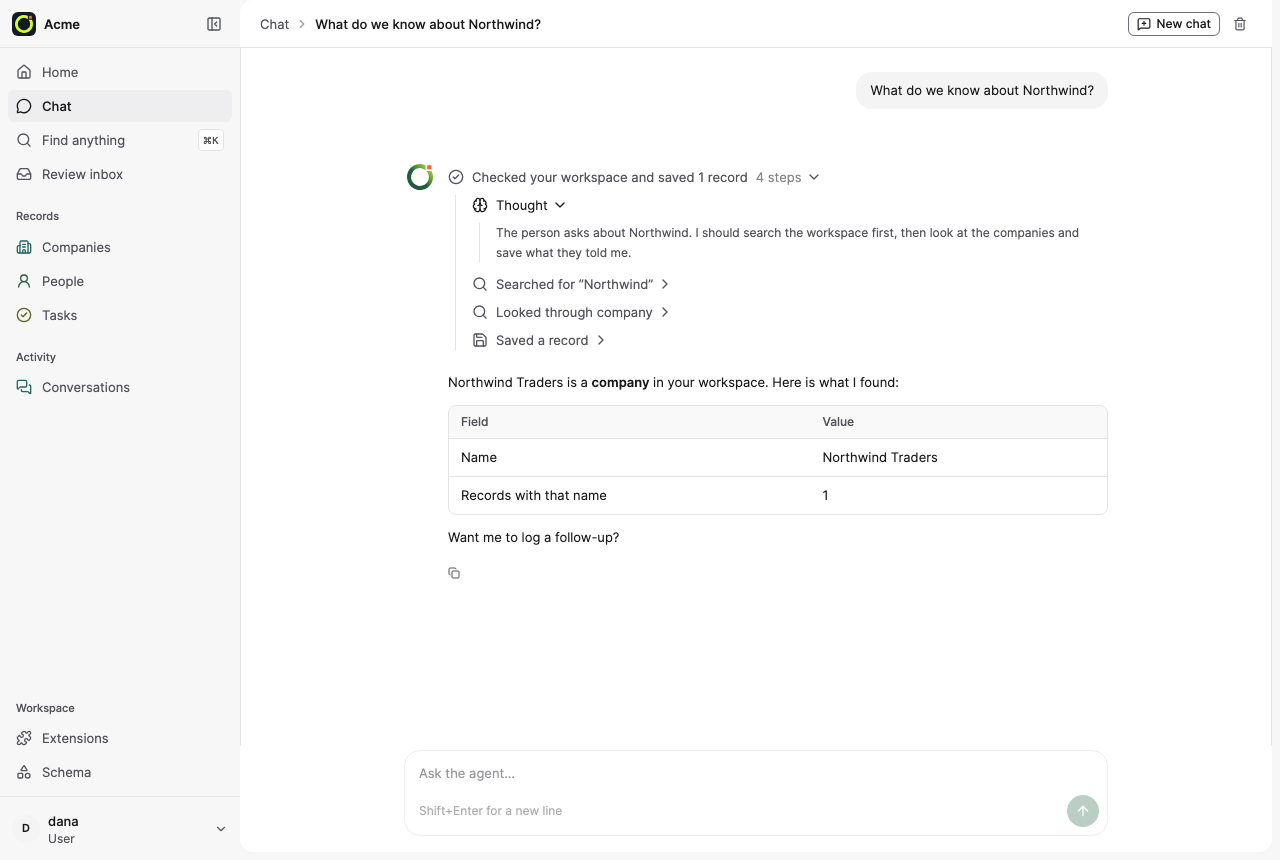 Acme
Chat
What do we know about Northwind?
New chat
Home
Chat
Find anything
⌘K
Review inbox
Records
Companies
People
Tasks
Activity
Conversations
Workspace
Extensions
Schema
D
dana
User
What do we know about Northwind?
Checked your workspace and saved 1 record 4 steps
Thought
The person asks about Northwind. I should search the workspace first, then look at the companies and
save what they told me.
Searched for “Northwind”
Looked through company
Saved a record
Northwind Traders is a company in your workspace. Here is what I found:
Field Value
Name Northwind Traders
Records with that name 1
Want me to log a follow-up?
Ask the agent...
Shift+Enter for a new line